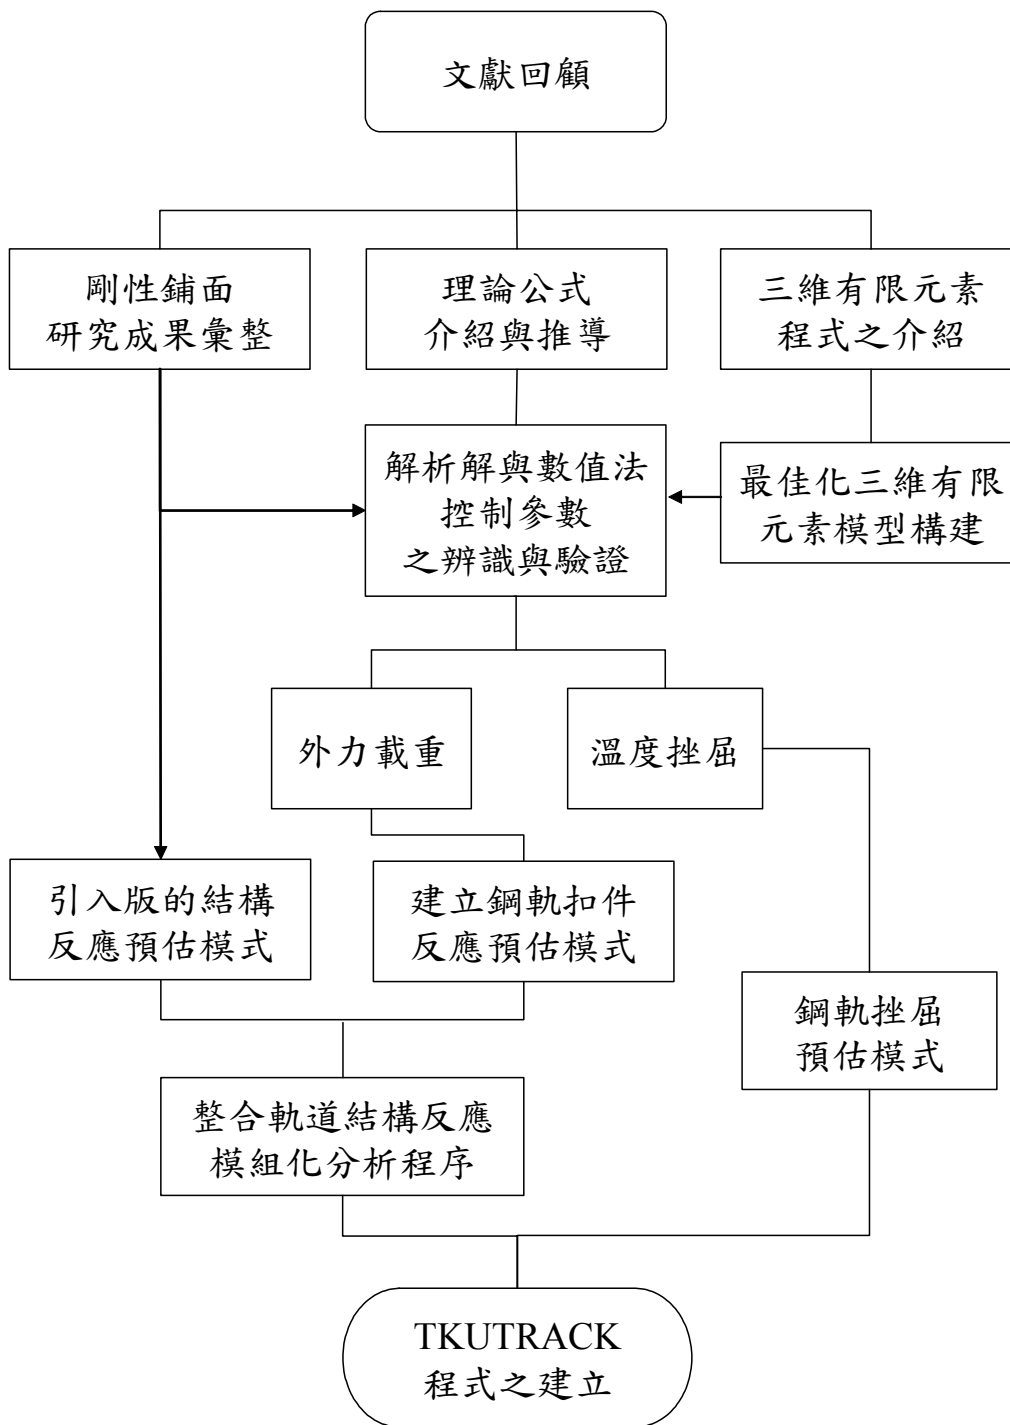 文獻回顧
剛性鋪面
研究成果彙整
理論公式
介紹與推導
三維有限元素
程式之介紹
解析解與數值法
控制參數
之辨識與驗證
最佳化三維有限
元素模型構建
外力載重
溫度挫屈
引入版的結構
反應預估模式
建立鋼軌扣件
反應預估模式
鋼軌挫屈
預估模式
整合軌道結構反應
模組化分析程序
TKUTRACK
程式之建立